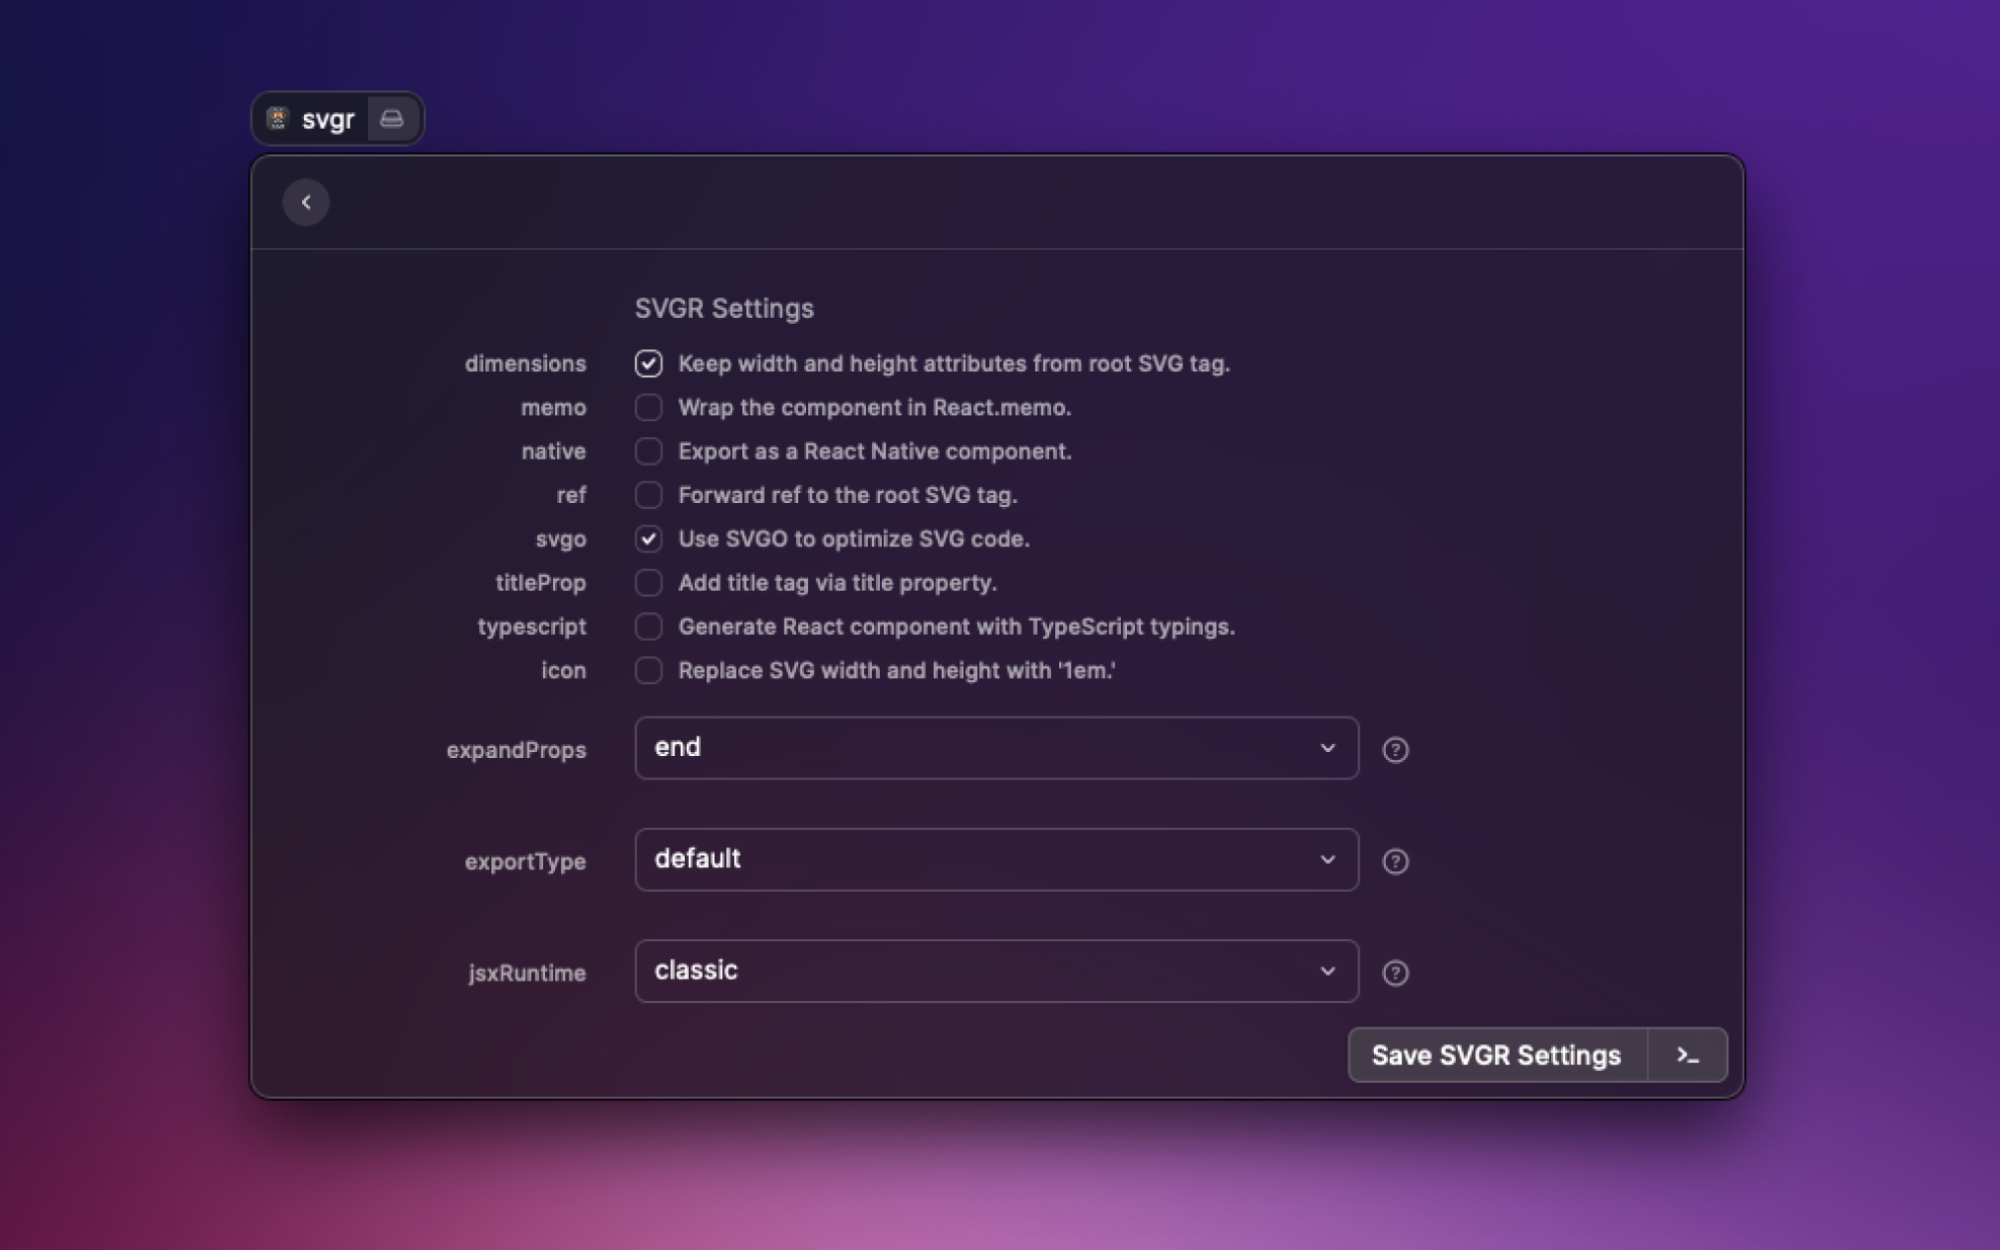 svgr
SVGR Settings
dimensions Keep width and height attributes from root SVG tag.
memo Wrap the component in React.memo.
native Export as a React Native component.
ref Forward ref to the root SVG tag.
svgo Use SVGO to optimize SVG code.
titleProp Add title tag via title property.
typescript Generate React component with TypeScript typings.
icon Replace SVG width and height with '1em.'
expandProps end
exportType default
jsxRuntime classic
Save SVGR Settings